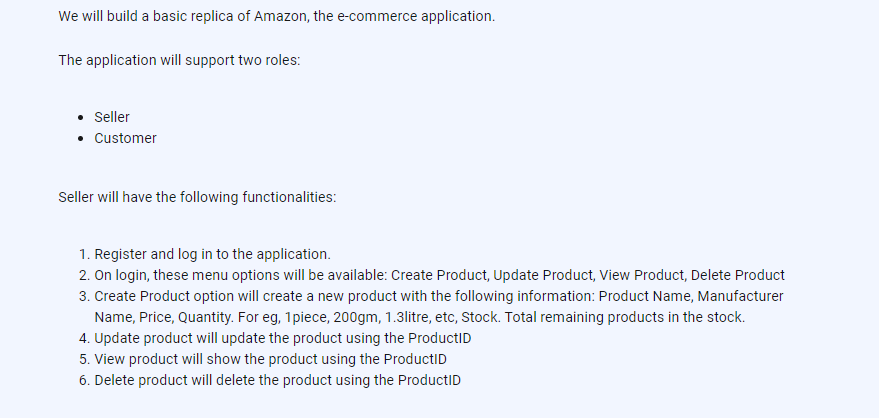 We will build a basic replica of Amazon, the e-commerce application.
The application will support two roles:
• Seller
• Customer
Seller will have the following functionalities:
1. Register and log in to the application.
2. On login, these menu options will be available: Create Product, Update Product, View Product, Delete Product
3. Create Product option will create a new product with the following information: Product Name, Manufacturer
Name, Price, Quantity. For eg, 1piece, 200gm, 1.3litre, etc, Stock. Total remaining products in the stock.
4. Update product will update the product using the ProductID
5. View product will show the product using the ProductID
6. Delete product will delete the product using the ProductID